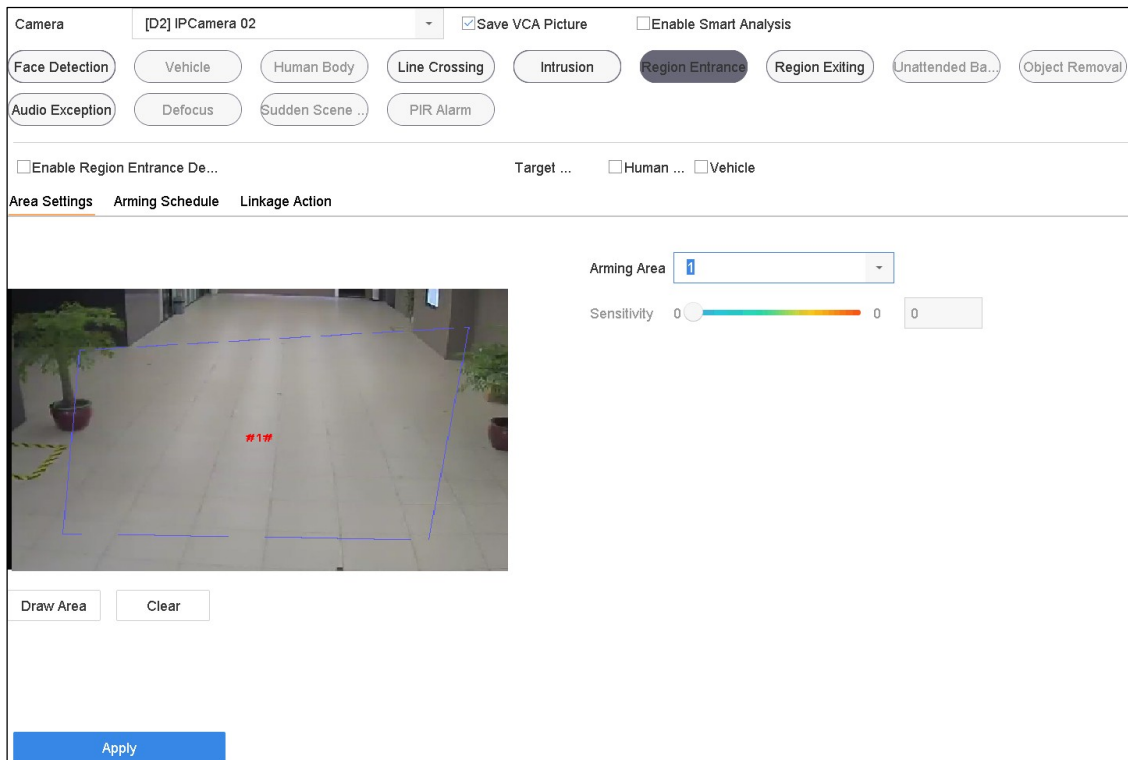 Camera [D2] IPCamera 02 Save VCA Picture Enable Smart Analysis
Face Detection Vehicle Human Body Line Crossing Intrusion Region Entrance Region Exiting Unattended Ba... Object Removal
Audio Exception Defocus Sudden Scene ... PIR Alarm
Enable Region Entrance De... Target ... Human ... Vehicle
Area Settings Arming Schedule Linkage Action
Arming Area 1
Sensitivity 0 0 0
#1#
Draw Area Clear
Apply